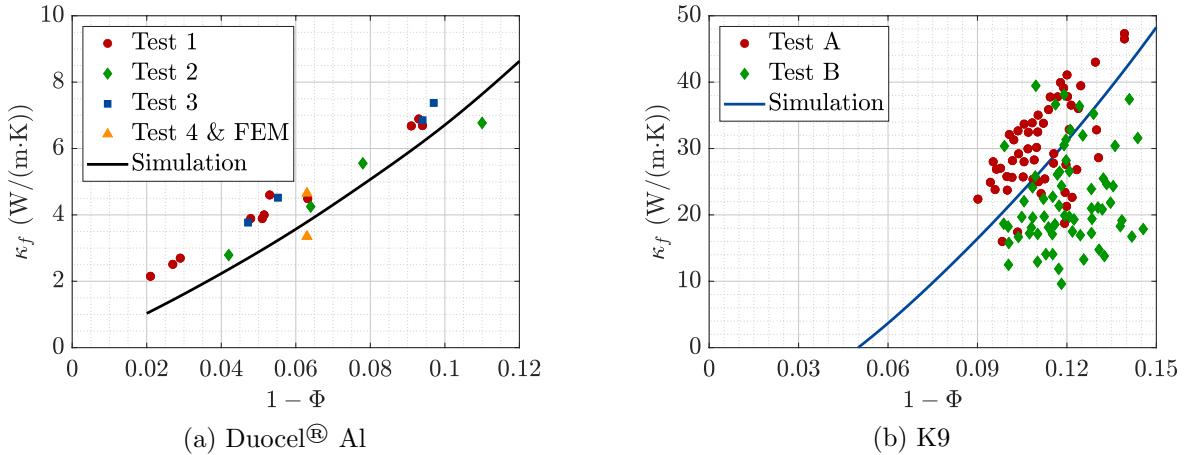 10
8
6
4
2
0
κf (W/(m·K)
Test 1
Test 2
Test 3
Test 4 & FEM
Simulation
0 0.02 0.04 0.06 0.08 0.1 0.12
1 − Φ
(a) Duocel® Al
50
40
30
20
10
0
κf (W/(m·K)
Test A
Test B
Simulation
0 0.03 0.06 0.09 0.12 0.15
1 − Φ
(b) K9